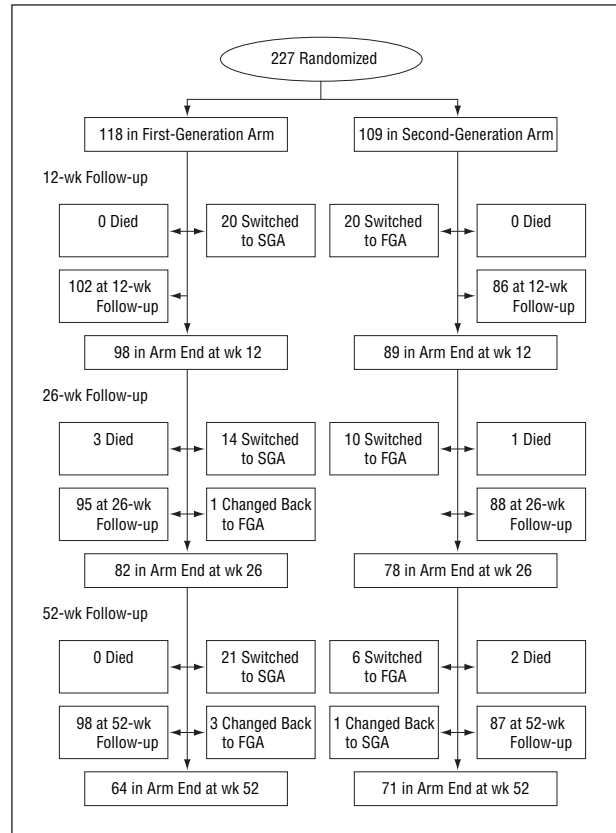 227 Randomized
118 in First-Generation Arm
109 in Second-Generation Arm
12-wk Follow-up
0 Died
20 Switched
to SGA
20 Switched
to FGA
0 Died
102 at 12-wk
Follow-up
86 at 12-wk
Follow-up
98 in Arm End at wk 12
89 in Arm End at wk 12
26-wk Follow-up
3 Died
14 Switched
to SGA
10 Switched
to FGA
1 Died
95 at 26-wk
Follow-up
1 Changed Back
to FGA
88 at 26-wk
Follow-up
82 in Arm End at wk 26
78 in Arm End at wk 26
52-wk Follow-up
0 Died
21 Switched
to SGA
6 Switched
to FGA
2 Died
98 at 52-wk
Follow-up
3 Changed Back
to FGA
1 Changed Back
to SGA
87 at 52-wk
Follow-up
64 in Arm End at wk 52
71 in Arm End at wk 52